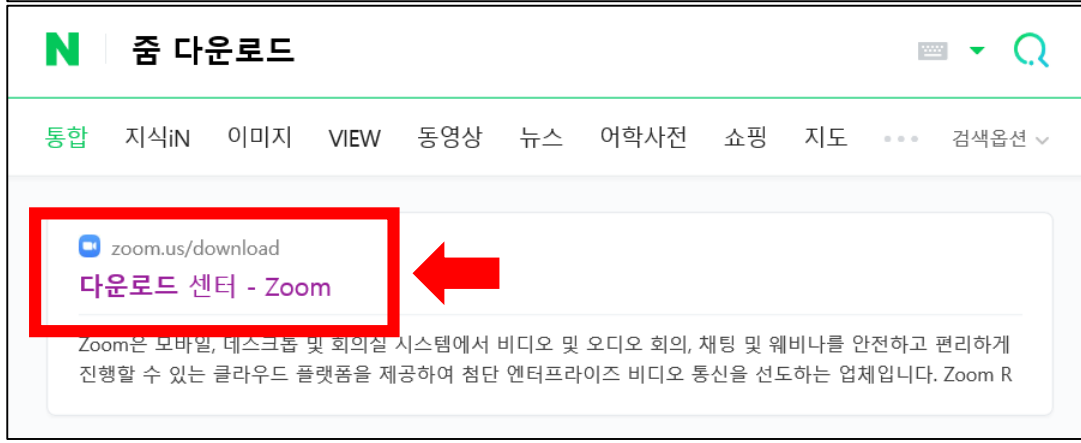 N 줌 다운로드
통합 지식iN 이미지 VIEW 동영상 뉴스 어학사전 쇼핑 지도 ••• 검색옵션
zoom.us/download
다운로드 센터 - Zoom
Zoom은 모바일, 데스크톱 및 회의실 시스템에서 비디오 및 오디오 회의, 채팅 및 웨비나를 안전하고 편리하게
진행할 수 있는 클라우드 플랫폼을 제공하여 첨단 엔터프라이즈 비디오 통신을 선도하는 업체입니다. Zoom R